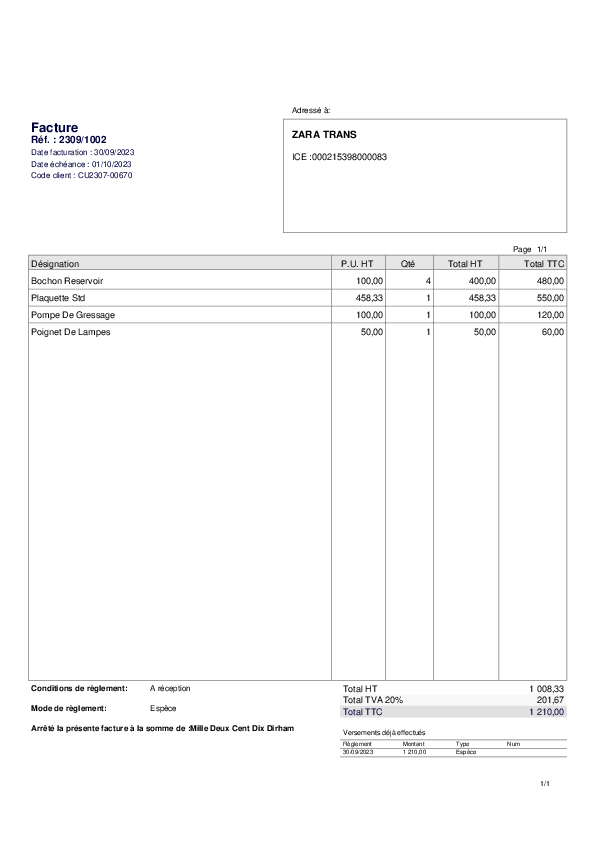 Adressé à:
Facture
Réf. : 2309/1002
Date facturation : 30/09/2023
Date échéance : 01/10/2023
Code client : CU2307-00670
ZARA TRANS
ICE :000215398000083
Page 1/1
Désignation P.U. HT Qté Total HT Total TTC
Bochon Reservoir 100,00 4 400,00 480,00
Plaquette Std 458,33 1 458,33 550,00
Pompe De Gressage 100,00 1 100,00 120,00
Poignet De Lampes 50,00 1 50,00 60,00
Conditions de règlement: A réception
Mode de règlement: Espèce
Arrêté la présente facture à la somme de :Mille Deux Cent Dix Dirham
Total HT 1 008,33
Total TVA 20% 201,67
Total TTC 1 210,00
Versements déjà effectués
Règlement Montant Type Num
30/09/2023 1 210,00 Espèce
1/1